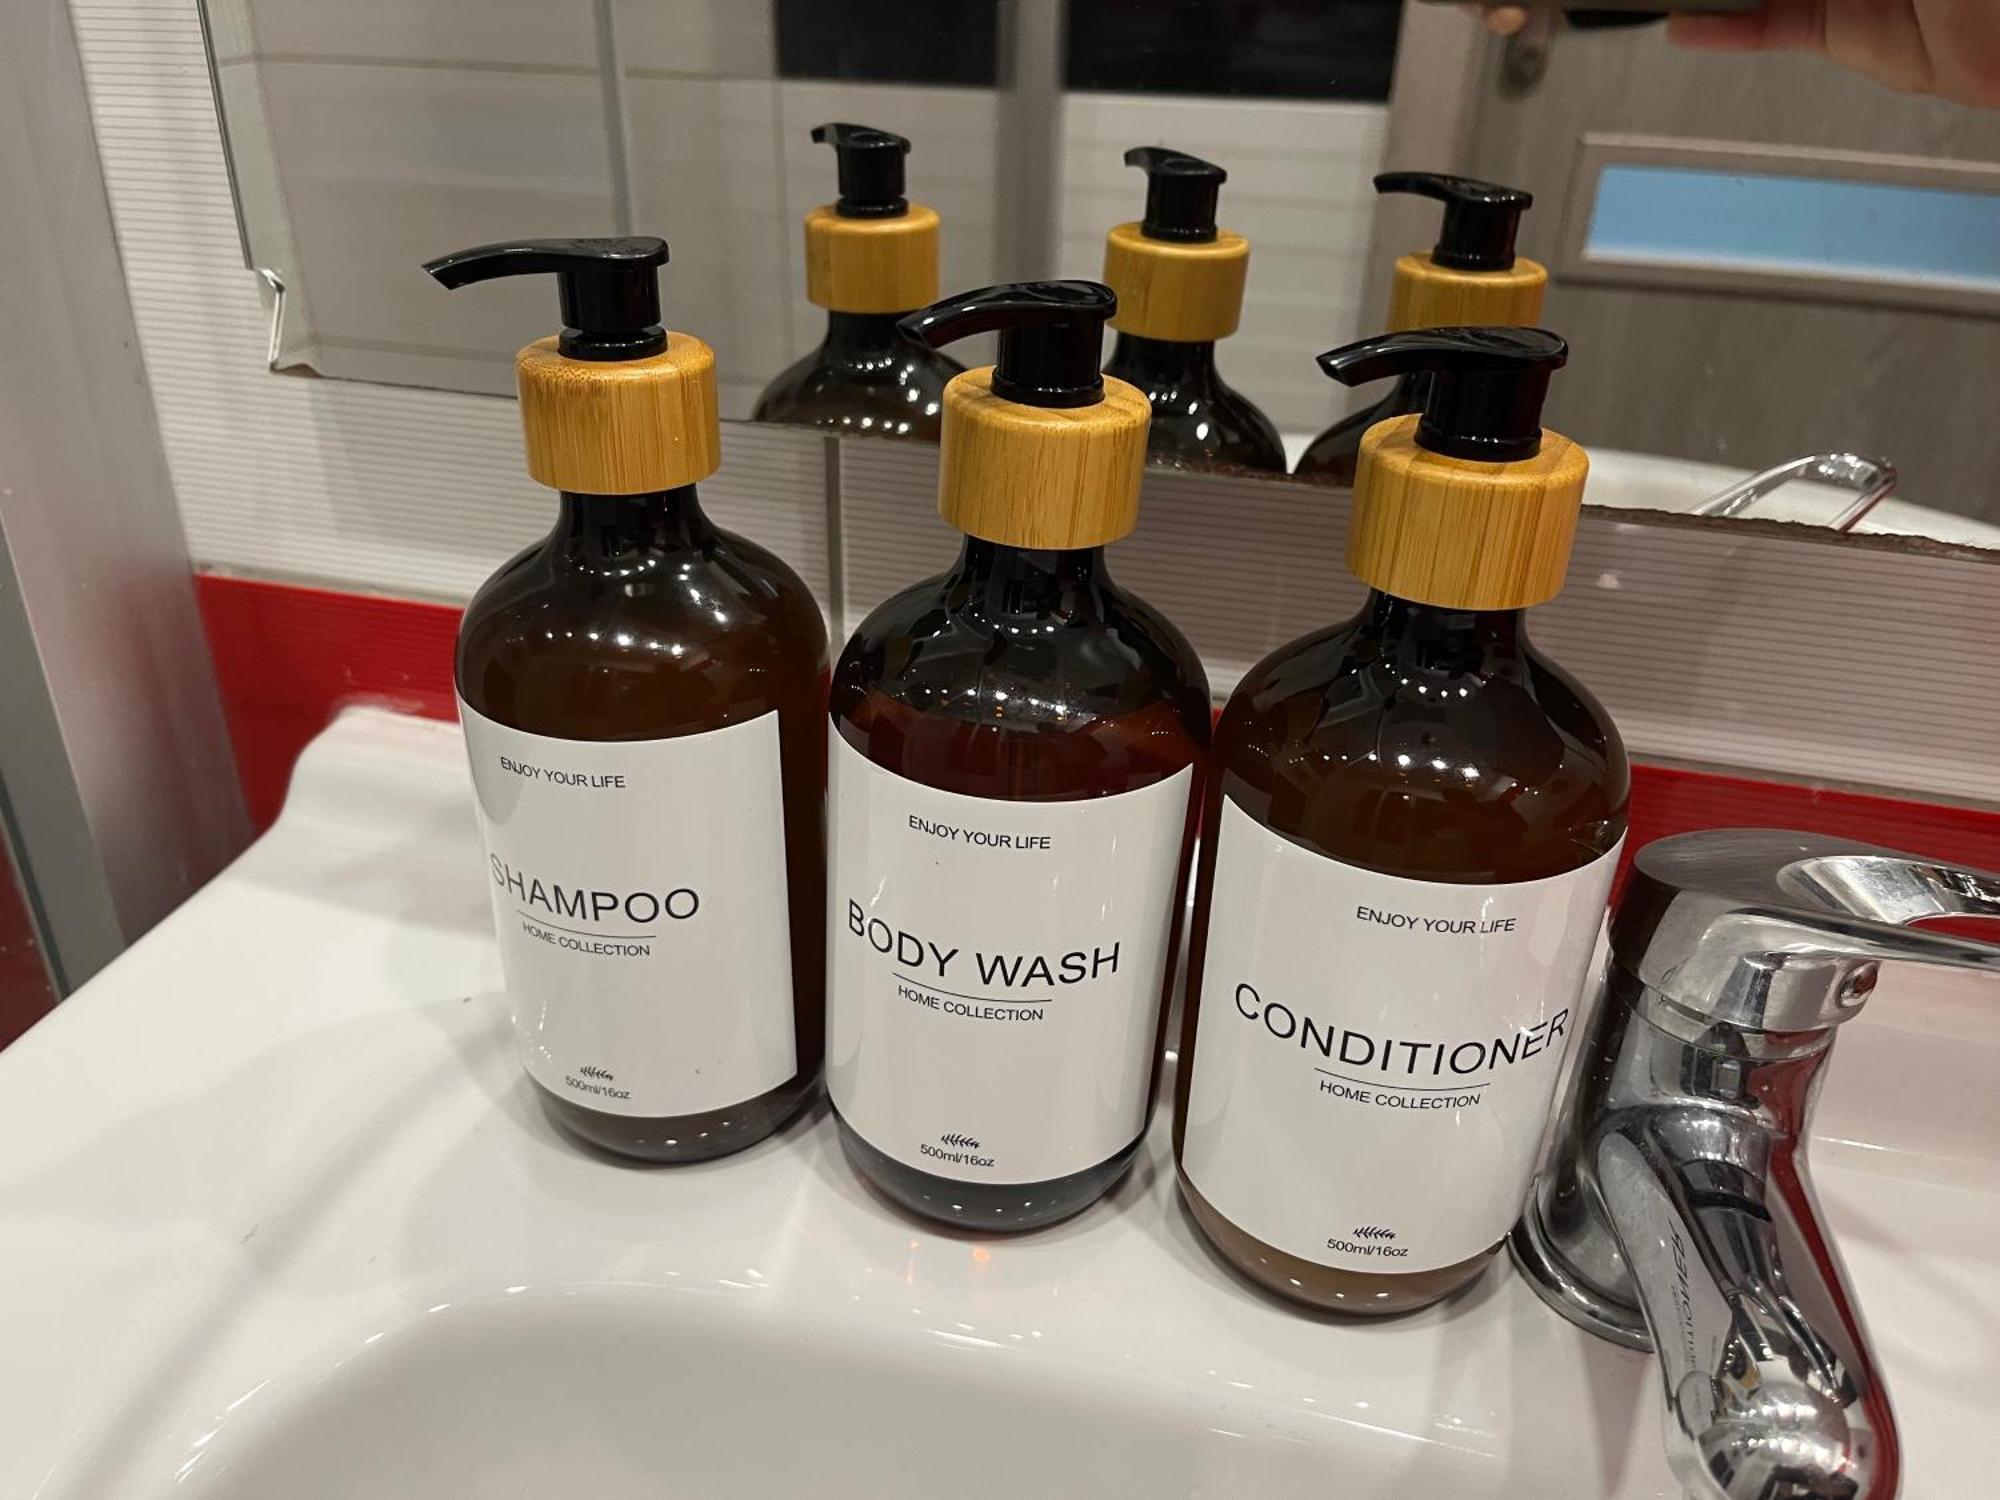 ENJOY YOUR LIFE
SHAMPOO
HOME COLLECTION
500ml/16oz
ENJOY YOUR LIFE
BODY WASH
HOME COLLECTION
500ml/16oz
ENJOY YOUR LIFE
CONDITIONER
HOME COLLECTION
500ml/16oz